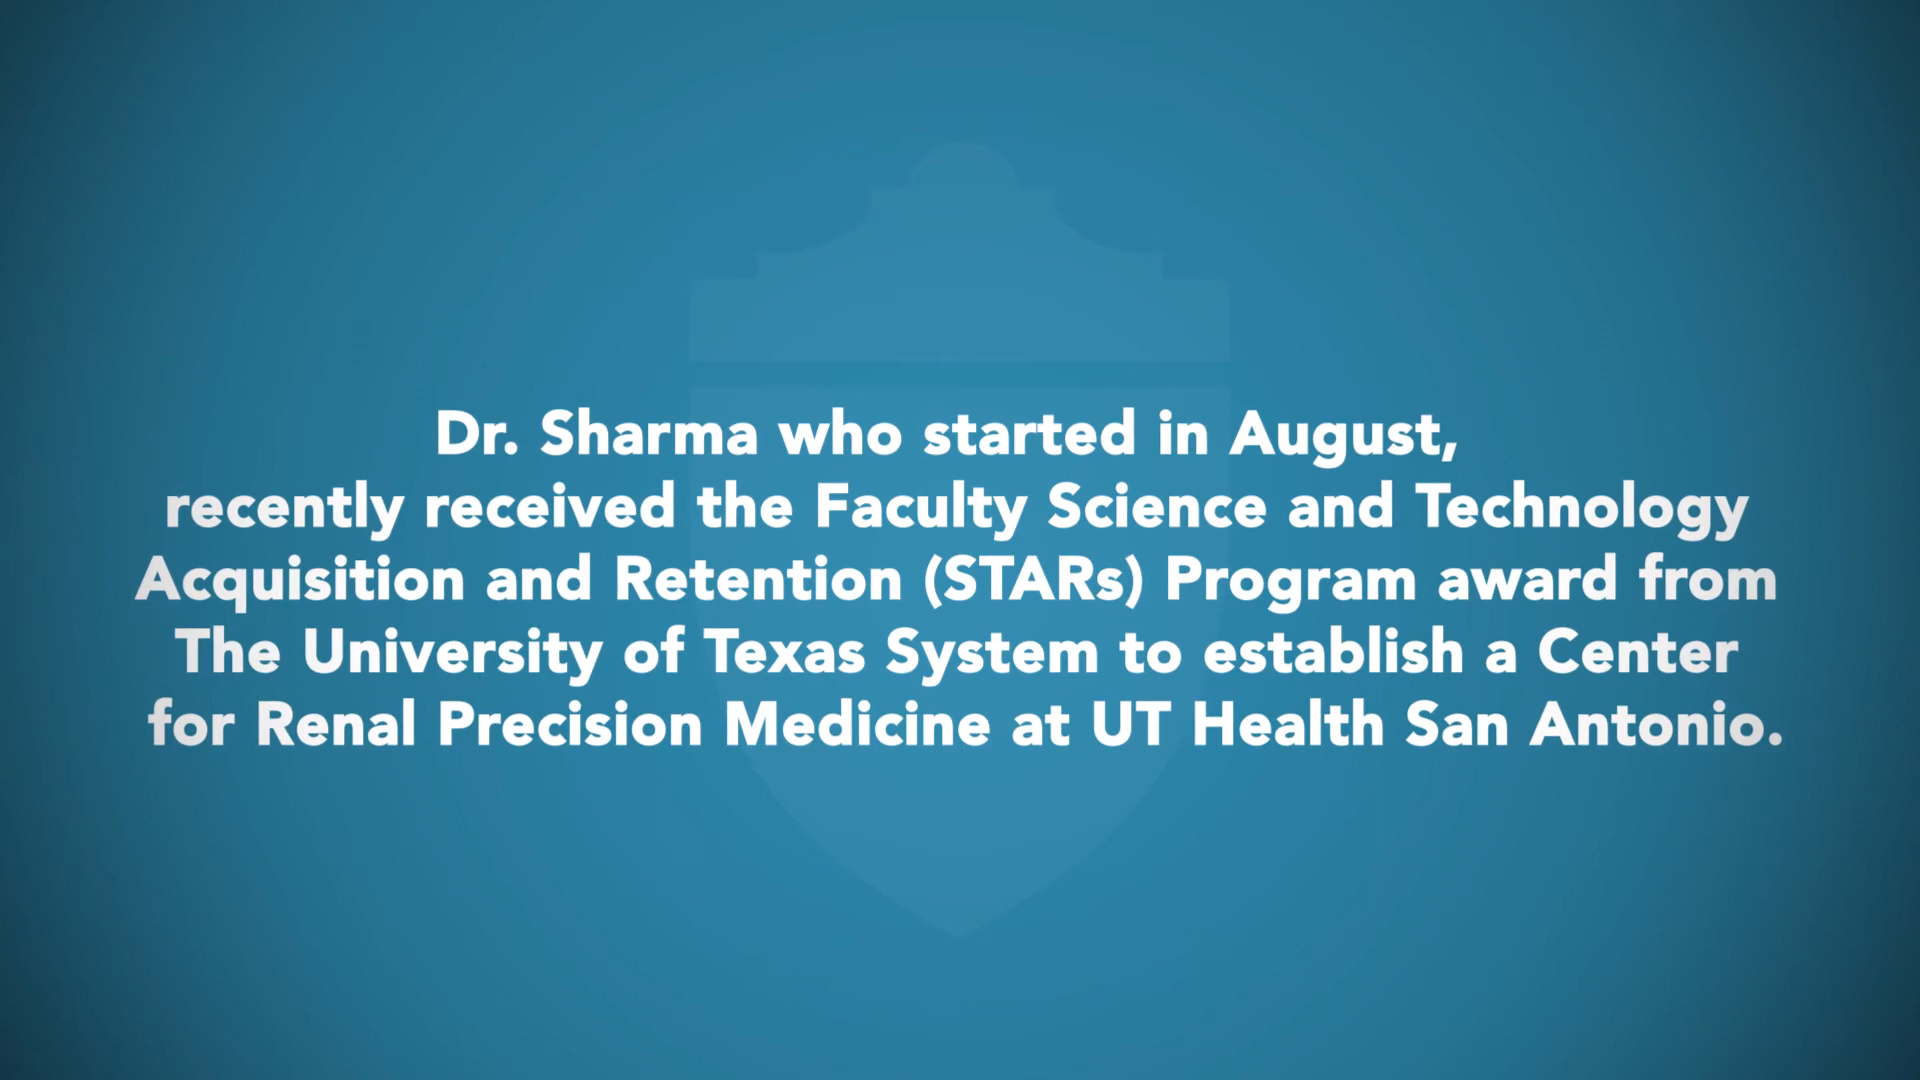 Dr. Sharma who started in August,
recently received the Faculty Science and Technology
Acquisition and Retention (STARs) Program award from
The University of Texas System to establish a Center
for Renal Precision Medicine at UT Health San Antonio.